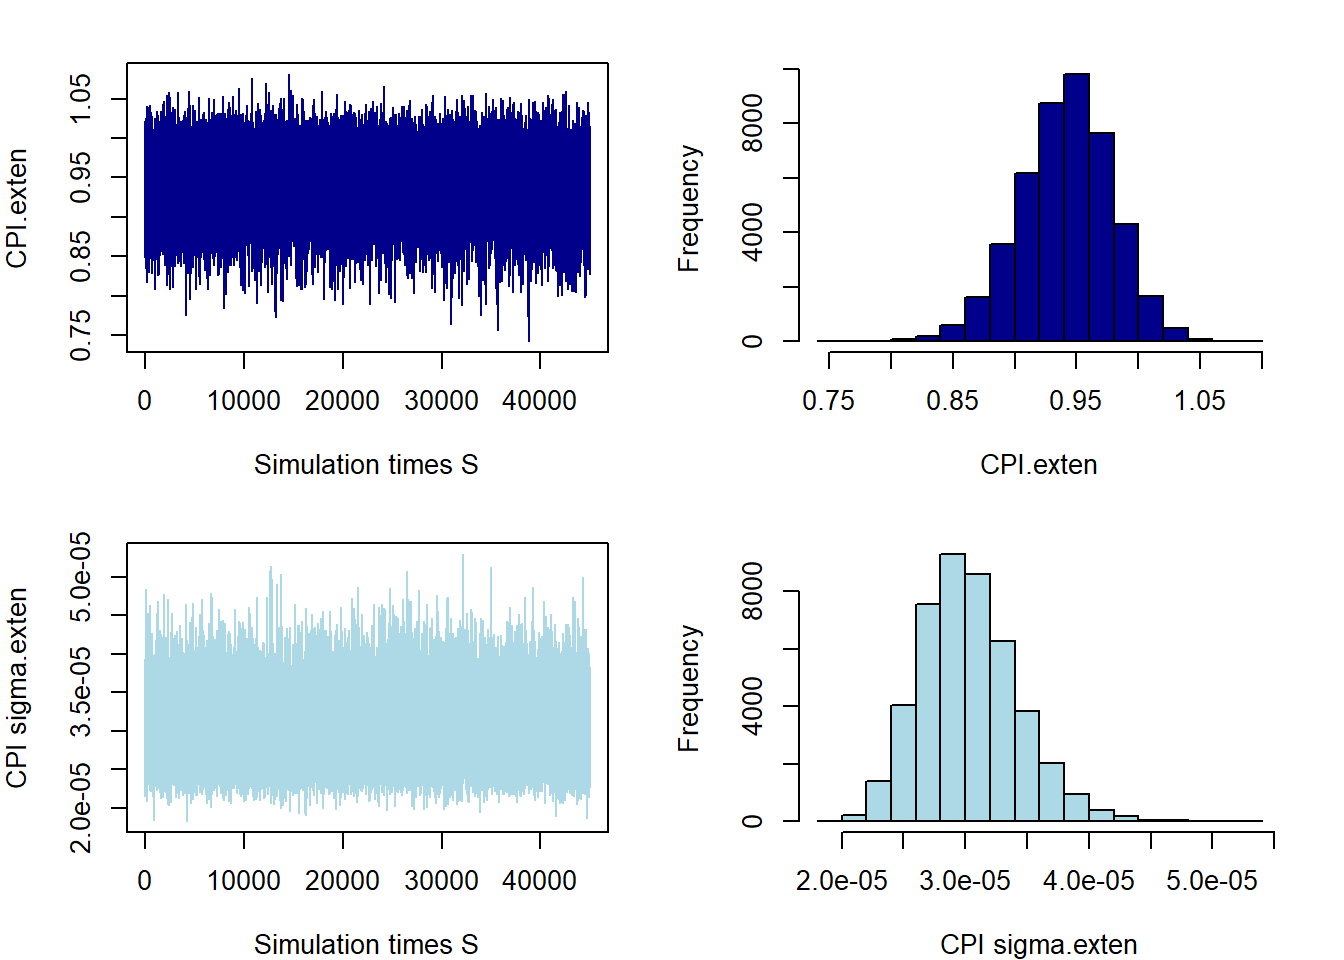 CPI.exten
0.75 0.85 0.95 1.05
0 10000 20000 30000 40000
Simulation times S
Frequency
0 4000 8000
0.75 0.85 0.95 1.05
CPI.exten
CPI sigma.exten
2.0e-05 3.5e-05 5.0e-05
0 10000 20000 30000 40000
Simulation times S
Frequency
0 4000 8000
2.0e-05 3.0e-05 4.0e-05 5.0e-05
CPI sigma.exten